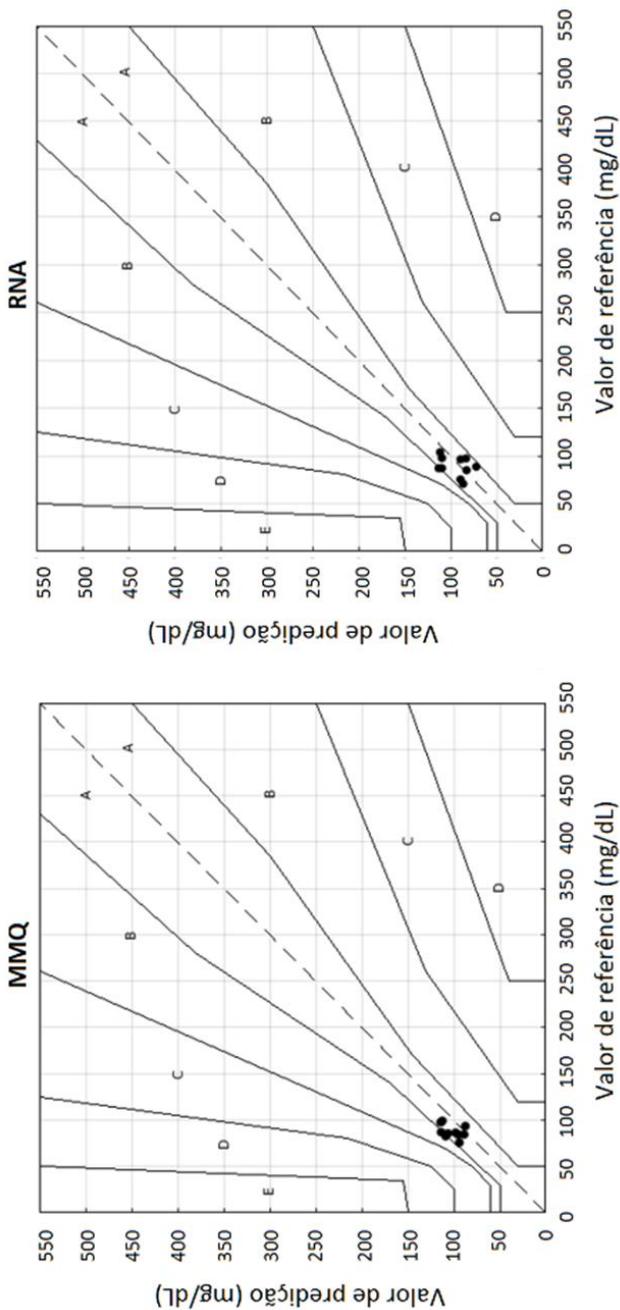 MMQ
Valor de predição (mg/dL)
550
500
450
400
350
300
250
200
150
100
50
0
E
D
C
B
A
A
B
C
D
0 50 100 150 200 250 300 350 400 450 500 550
Valor de referência (mg/dL)
RNA
Valor de predição (mg/dL)
550
500
450
400
350
300
250
200
150
100
50
0
E
D
C
B
A
A
B
C
D
0 50 100 150 200 250 300 350 400 450 500 550
Valor de referência (mg/dL)